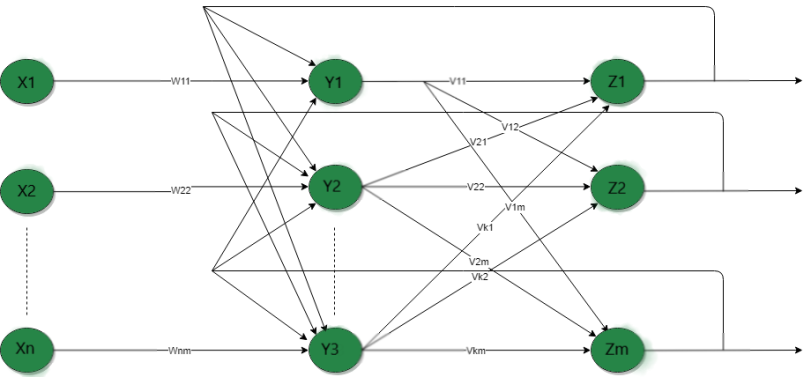 X1 W11 Y1 V11 Z1
V12
V21
X2 W22 Y2 V22 Z2
V1m
Vk1
V2m
Vk2
Xn Wnm Y3 Vkm Zm